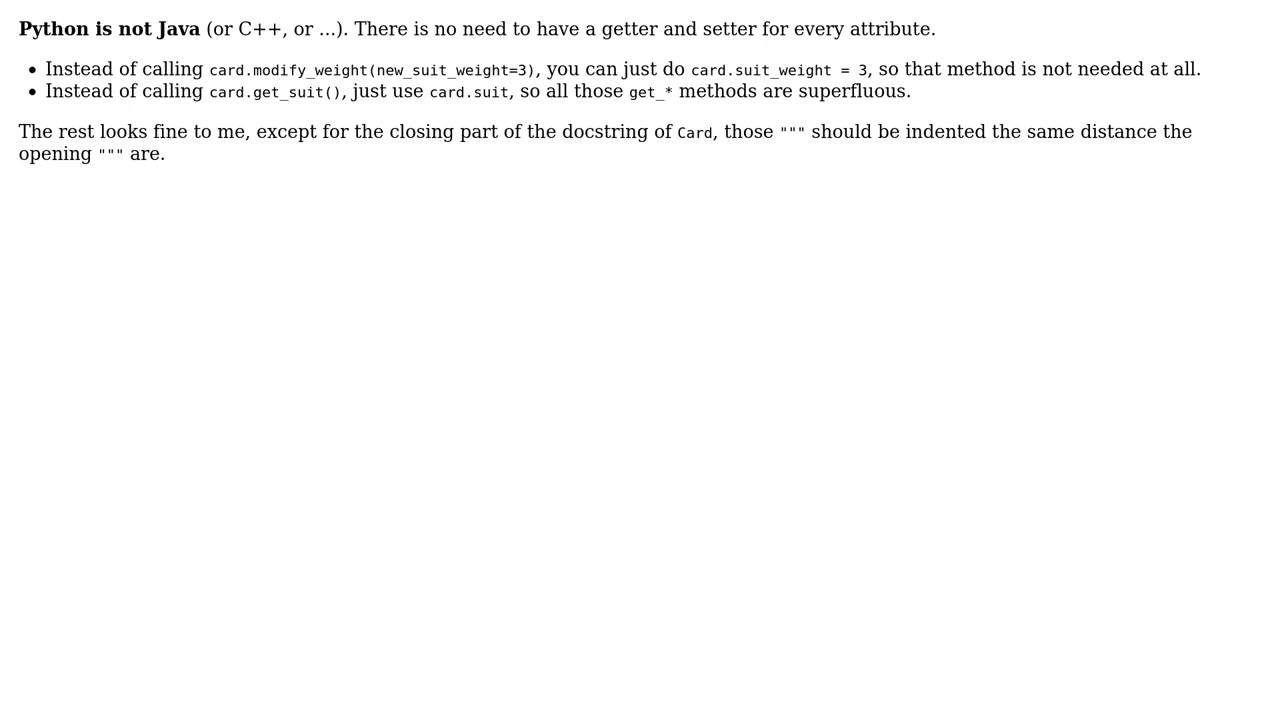 Python is not Java (or C++, or ...). There is no need to have a getter and setter for every attribute.
• Instead of calling card.modify_weight(new_suit_weight=3), you can just do card.suit_weight = 3, so that method is not needed at all.
• Instead of calling card.get_suit(), just use card.suit, so all those get_* methods are superfluous.
The rest looks fine to me, except for the closing part of the docstring of Card, those """ should be indented the same distance the
opening """ are.